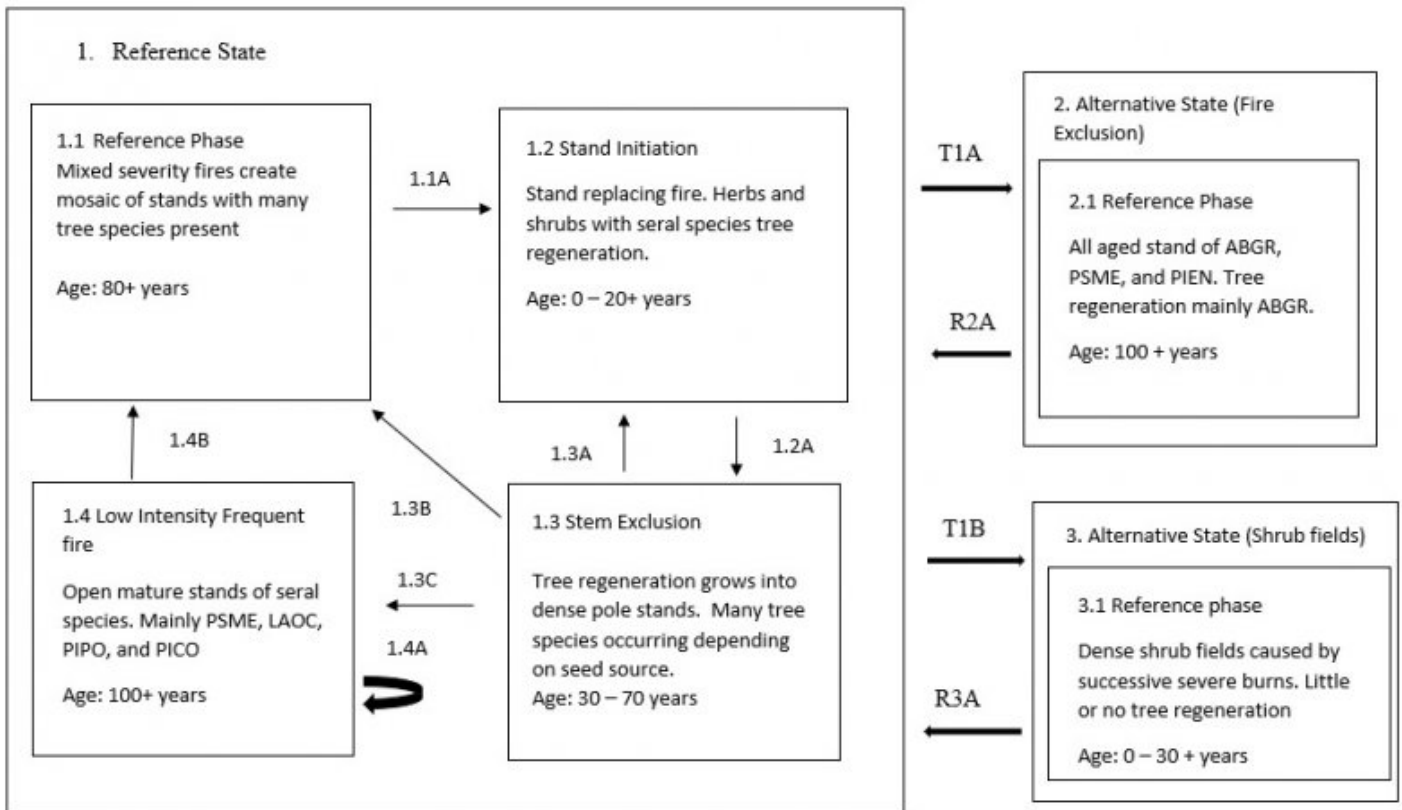 1. Reference State
1.1 Reference Phase
Mixed severity fires create
mosaic of stands with many
tree species present
Age: 80+ years
1.1A
1.2 Stand Initiation
Stand replacing fire. Herbs and
shrubs with seral species tree
regeneration.
Age: 0 – 20+ years
1.4B
1.3B
1.3A
1.2A
1.4 Low Intensity Frequent
fire
Open mature stands of seral
species. Mainly PSME, LAOC,
PIPO, and PICO
Age: 100+ years
1.3C
1.4A
1.3 Stem Exclusion
Tree regeneration grows into
dense pole stands. Many tree
species occurring depending
on seed source.
Age: 30 – 70 years
T1A
R2A
2. Alternative State (Fire
Exclusion)
2.1 Reference Phase
All aged stand of ABGR,
PSME, and PIEN. Tree
regeneration mainly ABGR.
Age: 100 + years
T1B
R3A
3. Alternative State (Shrub fields)
3.1 Reference phase
Dense shrub fields caused by
successive severe burns. Little
or no tree regeneration
Age: 0 – 30 + years